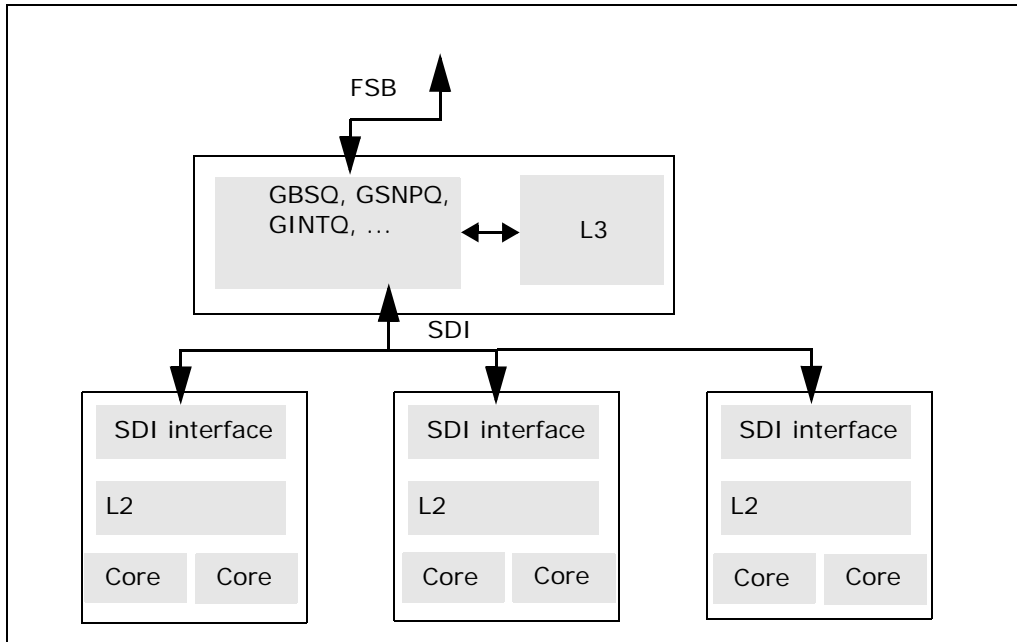 FSB
GBSQ, GSNPQ,
GINTQ, ...
L3
SDI
SDI interface
SDI interface
SDI interface
L2
L2
L2
Core
Core
Core
Core
Core
Core